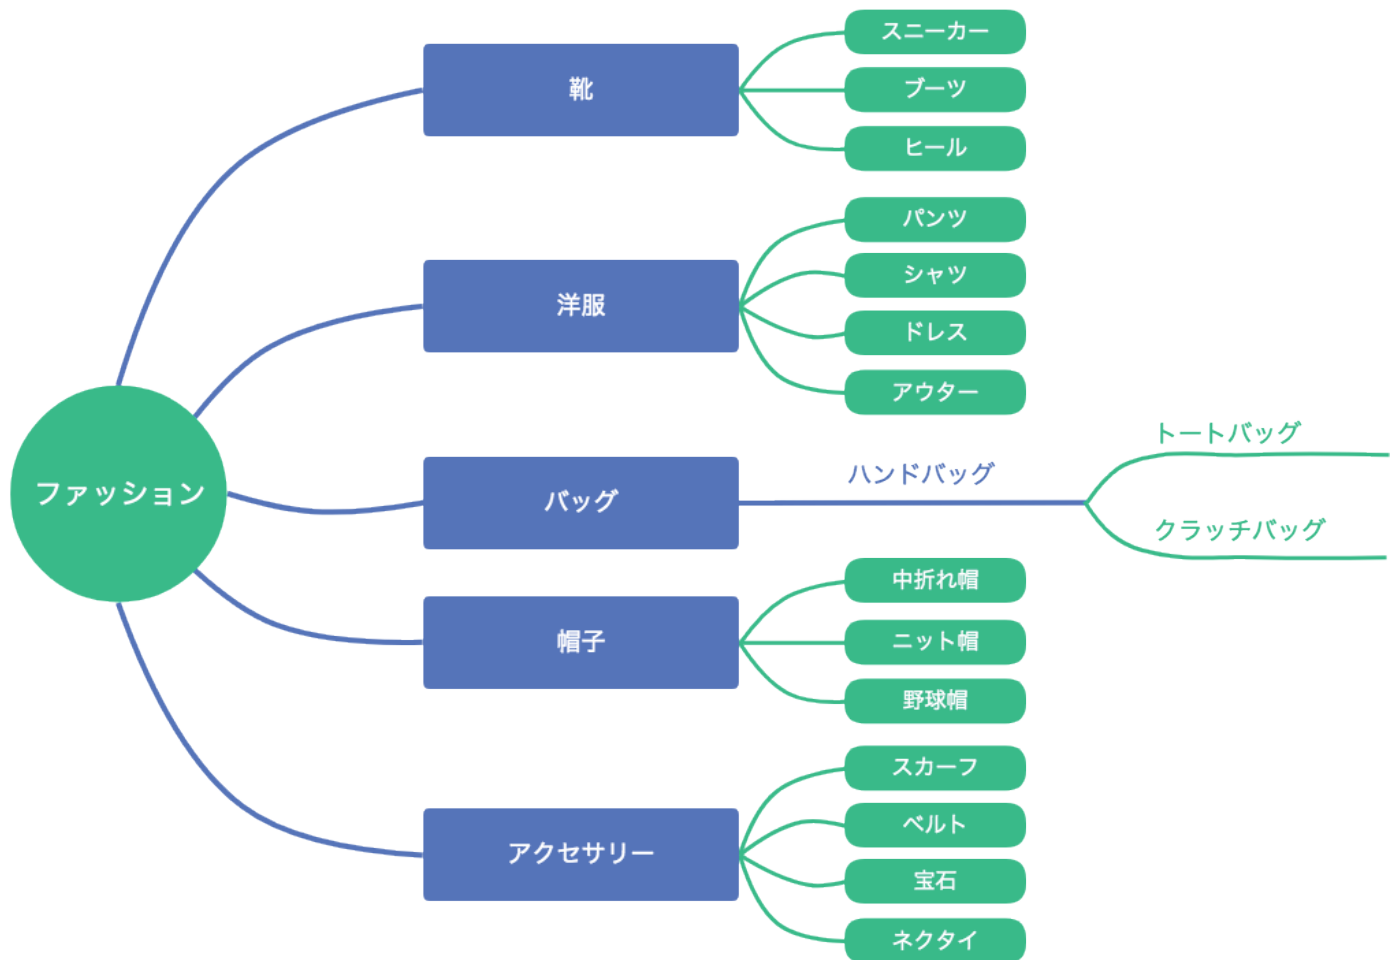 ファッション
靴
スニーカー
ブーツ
ヒール
洋服
パンツ
シャツ
ドレス
アウター
バッグ
ハンドバッグ
トートバッグ
クラッチバッグ
帽子
中折れ帽
ニット帽
野球帽
アクセサリー
スカーフ
ベルト
宝石
ネクタイ